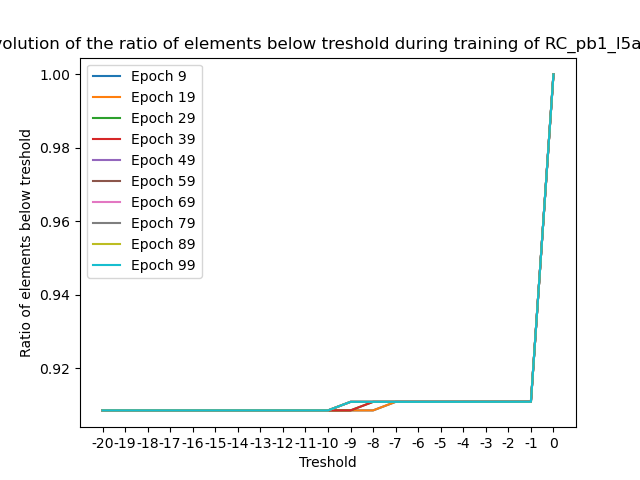 volution of the ratio of elements below treshold during training of RC_pb1_l5a
1.00
0.98
0.96
0.94
0.92
Ratio of elements below treshold
Epoch 9
Epoch 19
Epoch 29
Epoch 39
Epoch 49
Epoch 59
Epoch 69
Epoch 79
Epoch 89
Epoch 99
-20 -19 -18 -17 -16 -15 -14 -13 -12 -11 -10 -9 -8 -7 -6 -5 -4 -3 -2 -1 0
Treshold